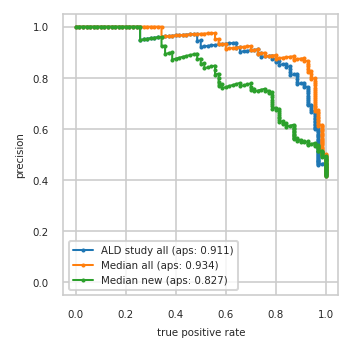 1.0
0.8
0.6
0.4
0.2
0.0
precision
ALD study all (aps: 0.911)
Median all (aps: 0.934)
Median new (aps: 0.827)
0.0 0.2 0.4 0.6 0.8 1.0
true positive rate